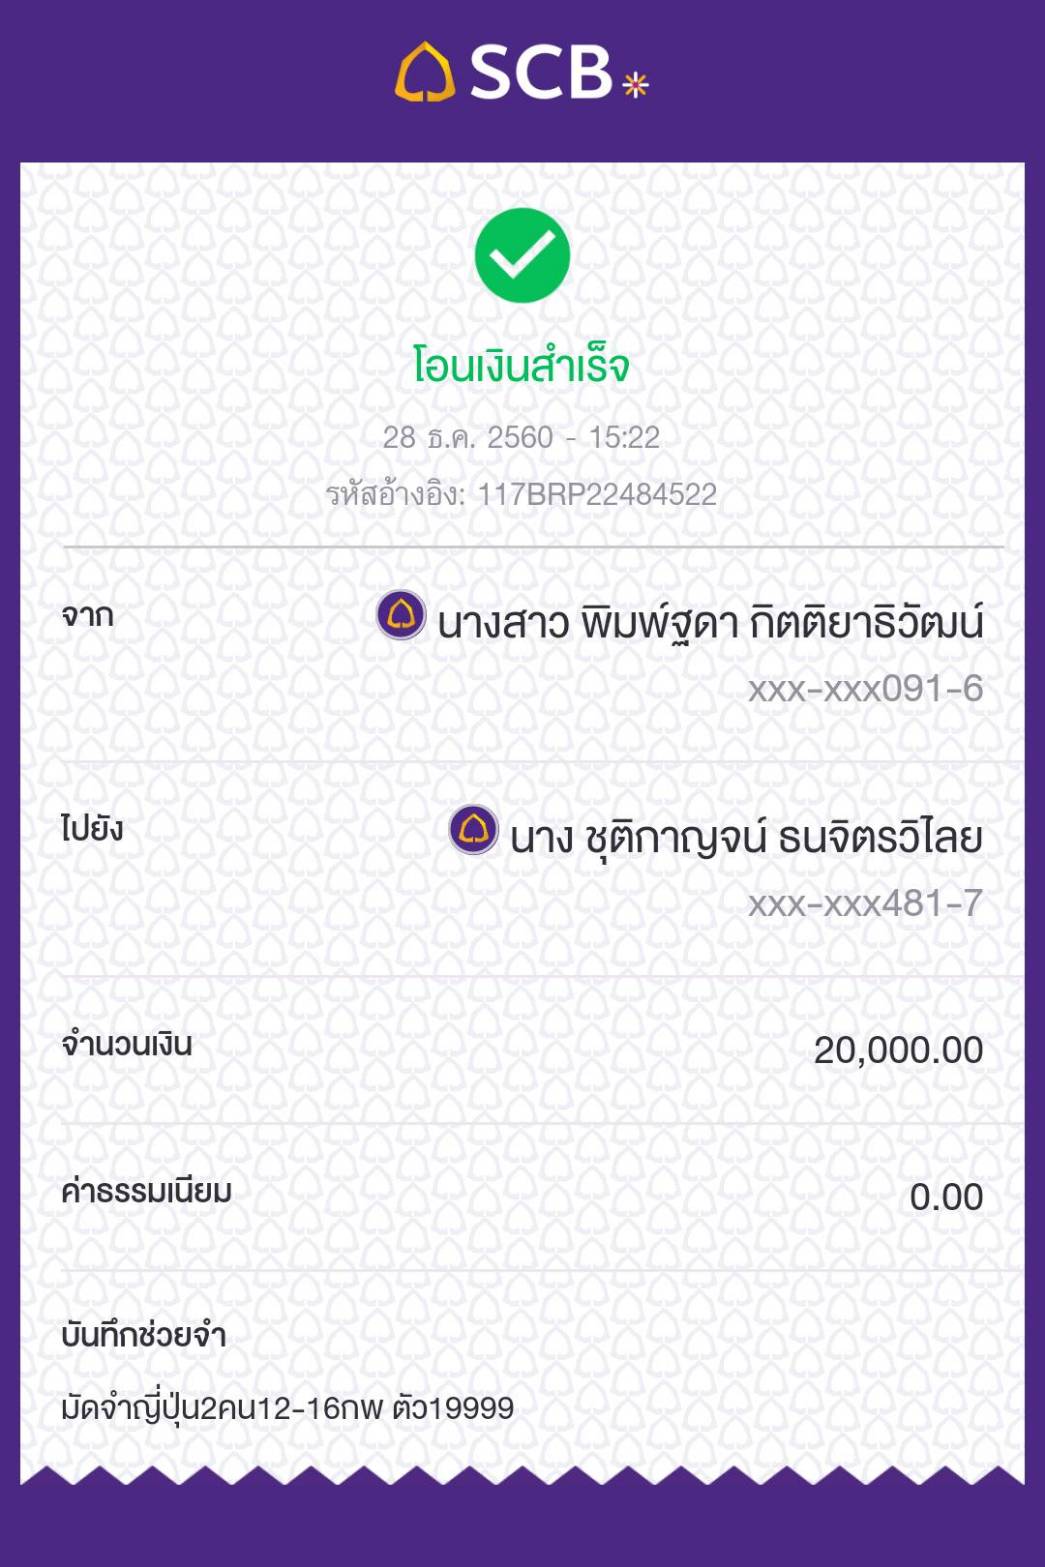 SCB
โอนเงินสำเร็จ
28 ธ.ค. 2560 - 15:22
รหัสอ้างอิง: 117BRP22484522
จาก
นางสาว พิมพ์ฐดา กิตติยาธิวัฒน์
xxx-xxx091-6
ไปยัง
นาง ชุติกาญจน์ ธนจิตรวิไลย
xxx-xxx481-7
จำนวนเงิน
20,000.00
ค่าธรรมเนียม
0.00
บันทึกช่วยจำ
มัดจำญี่ปุ่น2คน12-16กพ ตัว19999